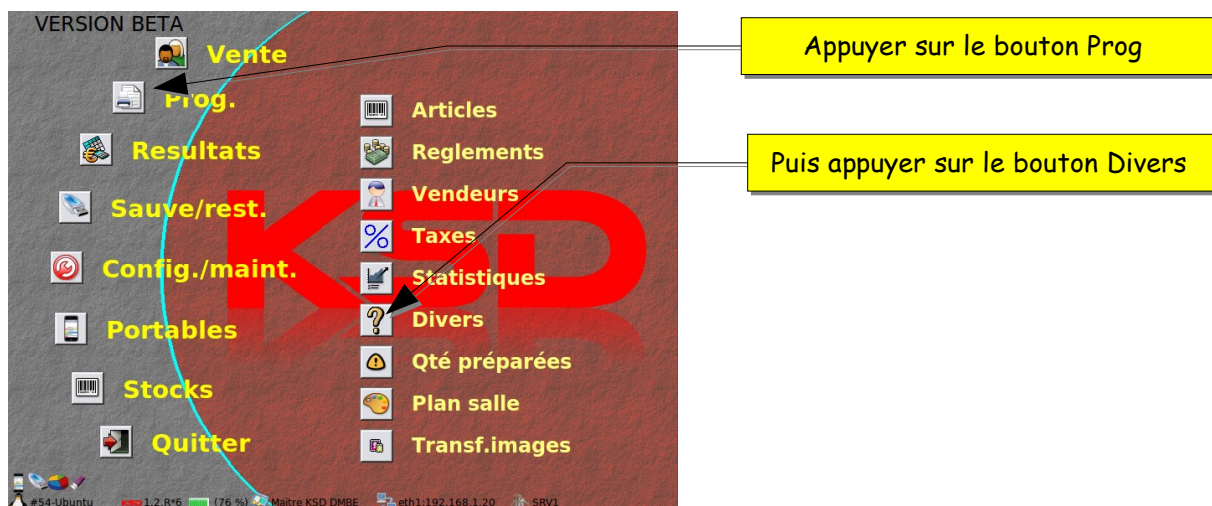 VERSION BETA
Vente
Prog.
Resultats
Sauve/rest.
Config./maint.
Portables
Stocks
Quitter
Articles
Reglements
Vendeurs
Taxes
Statistiques
Divers
Qté préparées
Plan salle
Transf.images
KSD
Appuyer sur le bouton Prog
Puis appuyer sur le bouton Divers
#54-Ubuntu KSD 1.2.R*6 (76 %) Maitre KSD DMBE eth1:192.168.1.20 SRV1